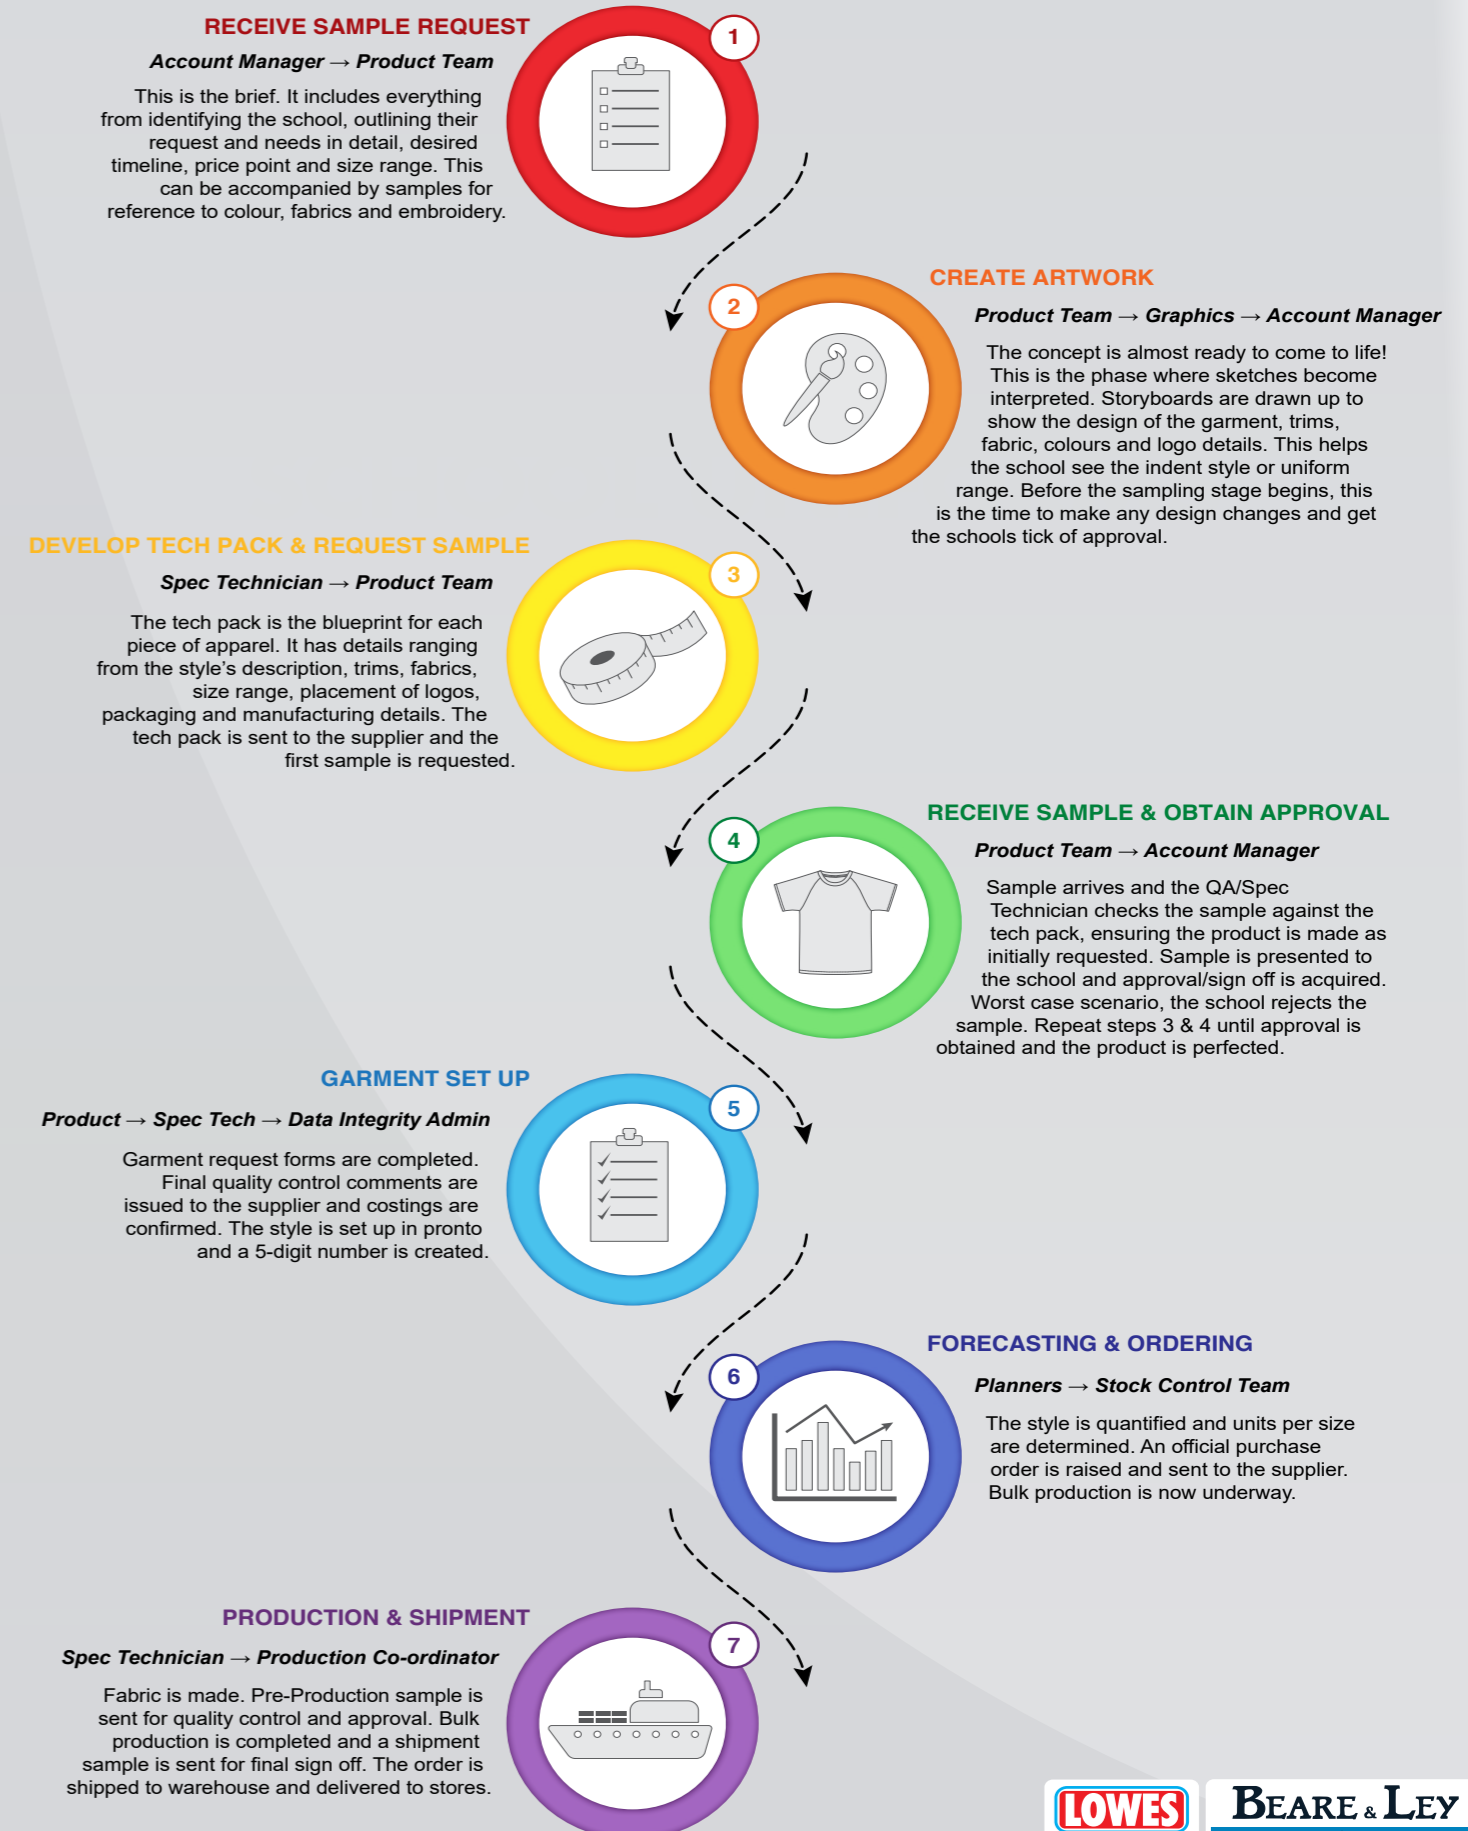 RECEIVE SAMPLE REQUEST
1
Account Manager → Product Team
This is the brief. It includes everything
from identifying the school, outlining their
request and needs in detail, desired
timeline, price point and size range. This
can be accompanied by samples for
reference to colour, fabrics and embroidery.
CREATE ARTWORK
2
Product Team → Graphics → Account Manager
The concept is almost ready to come to life!
This is the phase where sketches become
interpreted. Storyboards are drawn up to
show the design of the garment, trims,
fabric, colours and logo details. This helps
the school see the indent style or uniform
range. Before the sampling stage begins, this
is the time to make any design changes and get
the schools tick of approval.
DEVELOP TECH PACK & REQUEST SAMPLE
3
Spec Technician → Product Team
The tech pack is the blueprint for each
piece of apparel. It has details ranging
from the style's description, trims, fabrics,
size range, placement of logos,
packaging and manufacturing details. The
tech pack is sent to the supplier and the
first sample is requested.
RECEIVE SAMPLE & OBTAIN APPROVAL
4
Product Team → Account Manager
Sample arrives and the QA/Spec
Technician checks the sample against the
tech pack, ensuring the product is made as
initially requested. Sample is presented to
the school and approval/sign off is acquired.
Worst case scenario, the school rejects the
sample. Repeat steps 3 & 4 until approval is
obtained and the product is perfected.
GARMENT SET UP
5
Product → Spec Tech → Data Integrity Admin
Garment request forms are completed.
Final quality control comments are
issued to the supplier and costings are
confirmed. The style is set up in pronto
and a 5-digit number is created.
FORECASTING & ORDERING
6
Planners → Stock Control Team
The style is quantified and units per size
are determined. An official purchase
order is raised and sent to the supplier.
Bulk production is now underway.
PRODUCTION & SHIPMENT
7
Spec Technician → Production Co-ordinator
Fabric is made. Pre-Production sample is
sent for quality control and approval. Bulk
production is completed and a shipment
sample is sent for final sign off. The order is
shipped to warehouse and delivered to stores.
LOWES
BEARE & LEY